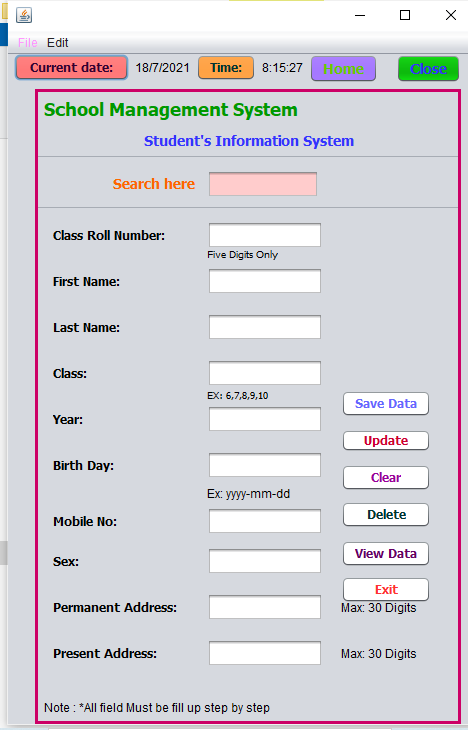 File Edit
Current date: 18/7/2021 Time: 8:15:27 Home Close
School Management System
Student's Information System
Search here
Class Roll Number:
Five Digits Only
First Name:
Last Name:
Class:
EX: 6,7,8,9,10
Save Data
Year:
Update
Birth Day:
Clear
Ex: yyyy-mm-dd
Delete
Mobile No:
View Data
Sex:
Exit
Permanent Address: Max: 30 Digits
Present Address: Max: 30 Digits
Note : *All field Must be fill up step by step